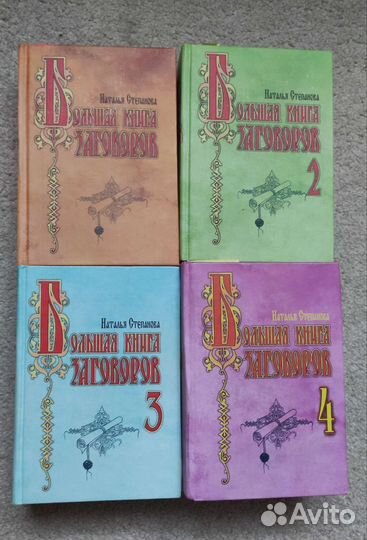 Наталья Степанова
Большая книга
заговоров
Наталья Степанова
Большая книга
заговоров
2
Наталья Степанова
Большая книга
заговоров
3
Наталья Степанова
Большая книга
заговоров
4
Avito